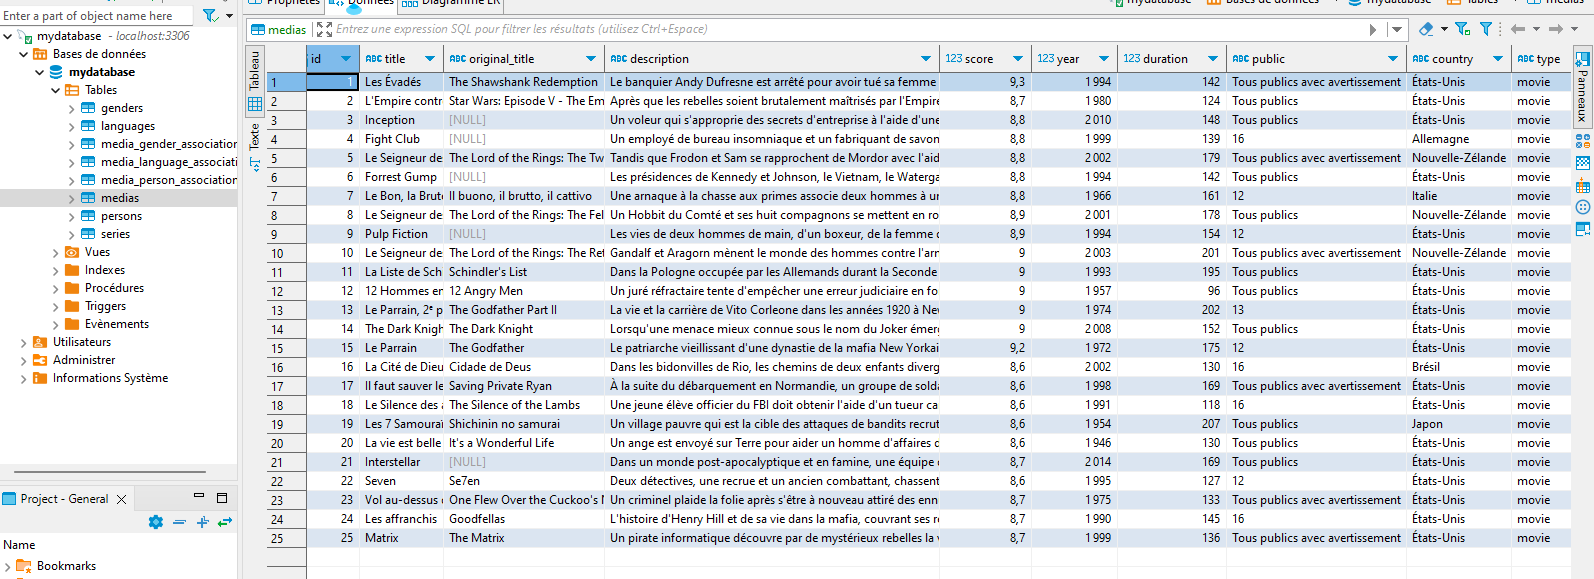 Propriétés Données Diagramme ER mydatabase Bases de données mydatabase Tables medias
Enter a part of object name here
mydatabase - localhost:3306
Bases de données
mydatabase
Tables
genders
languages
media_gender_association
media_language_associati
media_person_association
medias
persons
series
Vues
Indexes
Procédures
Triggers
Evènements
Utilisateurs
Administrer
Informations Système
Project - General
Name
Bookmarks
medias Entrez une expression SQL pour filtrer les résultats (utilisez Ctrl+Espace)
Tableau
Texte
Panneaux
id ABC title ABC original_title ABC description 123 score 123 year 123 duration ABC public ABC country ABC type
1 1 Les Évadés The Shawshank Redemption Le banquier Andy Dufresne est arrêté pour avoir tué sa femme 9,3 1 994 142 Tous publics avec avertissement États-Unis movie
2 2 L'Empire contr Star Wars: Episode V - The Em Après que les rebelles soient brutalement maîtrisés par l'Empire 8,7 1 980 124 Tous publics États-Unis movie
3 3 Inception [NULL] Un voleur qui s'approprie des secrets d'entreprise à l'aide d'une 8,8 2 010 148 Tous publics États-Unis movie
4 4 Fight Club [NULL] Un employé de bureau insomniaque et un fabriquant de savon 8,8 1 999 139 16 Allemagne movie
5 5 Le Seigneur de The Lord of the Rings: The Tw Tandis que Frodon et Sam se rapprochent de Mordor avec l'aid 8,8 2 002 179 Tous publics avec avertissement Nouvelle-Zélande movie
6 6 Forrest Gump [NULL] Les présidences de Kennedy et Johnson, le Vietnam, le Waterga 8,8 1 994 142 Tous publics États-Unis movie
7 7 Le Bon, la Brute Il buono, il brutto, il cattivo Une arnaque à la chasse aux primes associe deux hommes à u 8,8 1 966 161 12 Italie movie
8 8 Le Seigneur de The Lord of the Rings: The Fel Un Hobbit du Comté et ses huit compagnons se mettent en ro 8,9 2 001 178 Tous publics Nouvelle-Zélande movie
9 9 Pulp Fiction [NULL] Les vies de deux hommes de main, d'un boxeur, de la femme d 8,9 1 994 154 12 États-Unis movie
10 10 Le Seigneur de The Lord of the Rings: The Ret Gandalf et Aragorn mènent le monde des hommes contre l'arr 9 2 003 201 Tous publics avec avertissement Nouvelle-Zélande movie
11 11 La Liste de Sch Schindler's List Dans la Pologne occupée par les Allemands durant la Seconde 9 1 993 195 Tous publics États-Unis movie
12 12 12 Hommes en 12 Angry Men Un juré réfractaire tente d'empêcher une erreur judiciaire en fo 9 1 957 96 Tous publics États-Unis movie
13 13 Le Parrain, 2ᵉ p The Godfather Part II La vie et la carrière de Vito Corleone dans les années 1920 à Nev 9 1 974 202 13 États-Unis movie
14 14 The Dark Knigh The Dark Knight Lorsqu'une menace mieux connue sous le nom du Joker émerg 9 2 008 152 Tous publics États-Unis movie
15 15 Le Parrain The Godfather Le patriarche vieillissant d'une dynastie de la mafia New Yorkai 9,2 1 972 175 12 États-Unis movie
16 16 La Cité de Dieu Cidade de Deus Dans les bidonvilles de Rio, les chemins de deux enfants diverg 8,6 2 002 130 16 Brésil movie
17 17 Il faut sauver le Saving Private Ryan À la suite du débarquement en Normandie, un groupe de solda 8,6 1 998 169 Tous publics avec avertissement États-Unis movie
18 18 Le Silence des a The Silence of the Lambs Une jeune élève officier du FBI doit obtenir l'aide d'un tueur ca 8,6 1 991 118 16 États-Unis movie
19 19 Les 7 Samouraï Shichinin no samurai Un village pauvre qui est la cible des attaques de bandits recrut 8,6 1 954 207 Tous publics Japon movie
20 20 La vie est belle It's a Wonderful Life Un ange est envoyé sur Terre pour aider un homme d'affaires d 8,6 1 946 130 Tous publics États-Unis movie
21 21 Interstellar [NULL] Dans un monde post-apocalyptique et en famine, une équipe d 8,7 2 014 169 Tous publics États-Unis movie
22 22 Seven Se7en Deux détectives, une recrue et un ancien combattant, chassent 8,6 1 995 127 12 États-Unis movie
23 23 Vol au-dessus d One Flew Over the Cuckoo's N Un criminel plaide la folie après s'être à nouveau attiré des enn 8,7 1 975 133 Tous publics avec avertissement États-Unis movie
24 24 Les affranchis Goodfellas L'histoire d'Henry Hill et de sa vie dans la mafia, couvrant ses r 8,7 1 990 145 16 États-Unis movie
25 25 Matrix The Matrix Un pirate informatique découvre par de mystérieux rebelles la v 8,7 1 999 136 Tous publics avec avertissement États-Unis movie